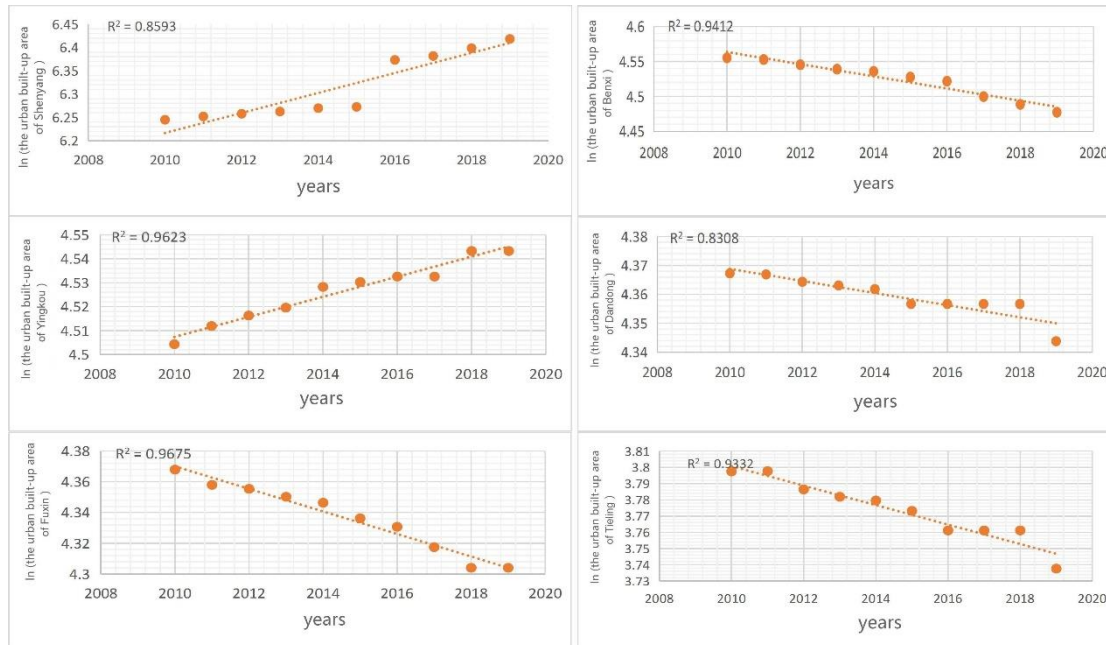 ln (the urban built-up area
of Shenyang )
R² = 0.8593
6.45
6.4
6.35
6.3
6.25
6.2
2008 2010 2012 2014 2016 2018 2020
years
ln (the urban built-up area
of Benxi )
R² = 0.9412
4.6
4.55
4.5
4.45
2008 2010 2012 2014 2016 2018 2020
years
ln (the urban built-up area
of Yingkou )
R² = 0.9623
4.55
4.54
4.53
4.52
4.51
4.5
2008 2010 2012 2014 2016 2018 2020
years
ln (the urban built-up area
of Dandong )
R² = 0.8308
4.38
4.37
4.36
4.35
4.34
2008 2010 2012 2014 2016 2018 2020
years
ln (the urban built-up area
of Fuxin )
R² = 0.9675
4.38
4.36
4.34
4.32
4.3
2008 2010 2012 2014 2016 2018 2020
years
ln (the urban built-up area
of Tieling )
R² = 0.9332
3.81
3.8
3.78
3.77
3.76
3.75
3.74
3.73
2008 2010 2012 2014 2016 2018 2020
years